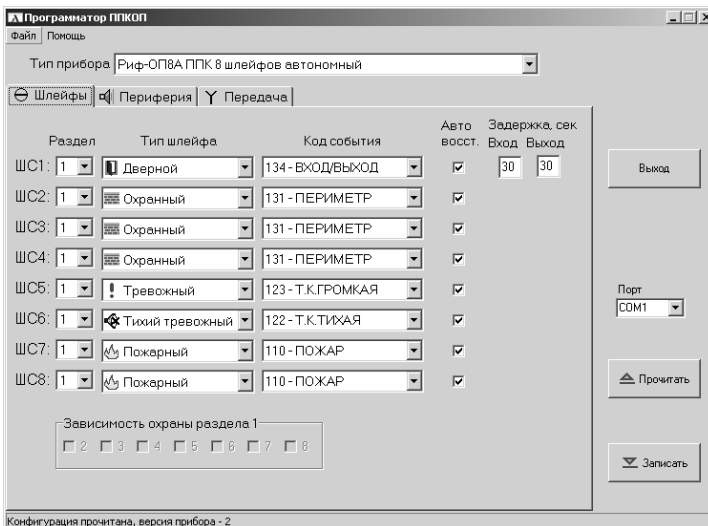 Программатор ППКОП
Файл Помощь
Тип прибора Риф-ОП8А ППК 8 шлейфов автономный
Шлейфы Периферия Передача
Авто Задержка, сек
Раздел Тип шлейфа Код события восст. Вход Выход
ШС1: 1 Дверной 134 - ВХОД/ВЫХОД 30 30
Выход
ШС2: 1 Охранный 131 - ПЕРИМЕТР
ШС3: 1 Охранный 131 - ПЕРИМЕТР
ШС4: 1 Охранный 131 - ПЕРИМЕТР
ШС5: 1 Тревожный 123 - Т.К.ГРОМКАЯ
Порт
COM1
ШС6: 1 Тихий тревожный 122 - Т.К.ТИХАЯ
ШС7: 1 Пожарный 110 - ПОЖАР
ШС8: 1 Пожарный 110 - ПОЖАР
Прочитать
Зависимость охраны раздела 1
2 3 4 5 6 7 8
Записать
Конфигурация прочитана, версия прибора - 2